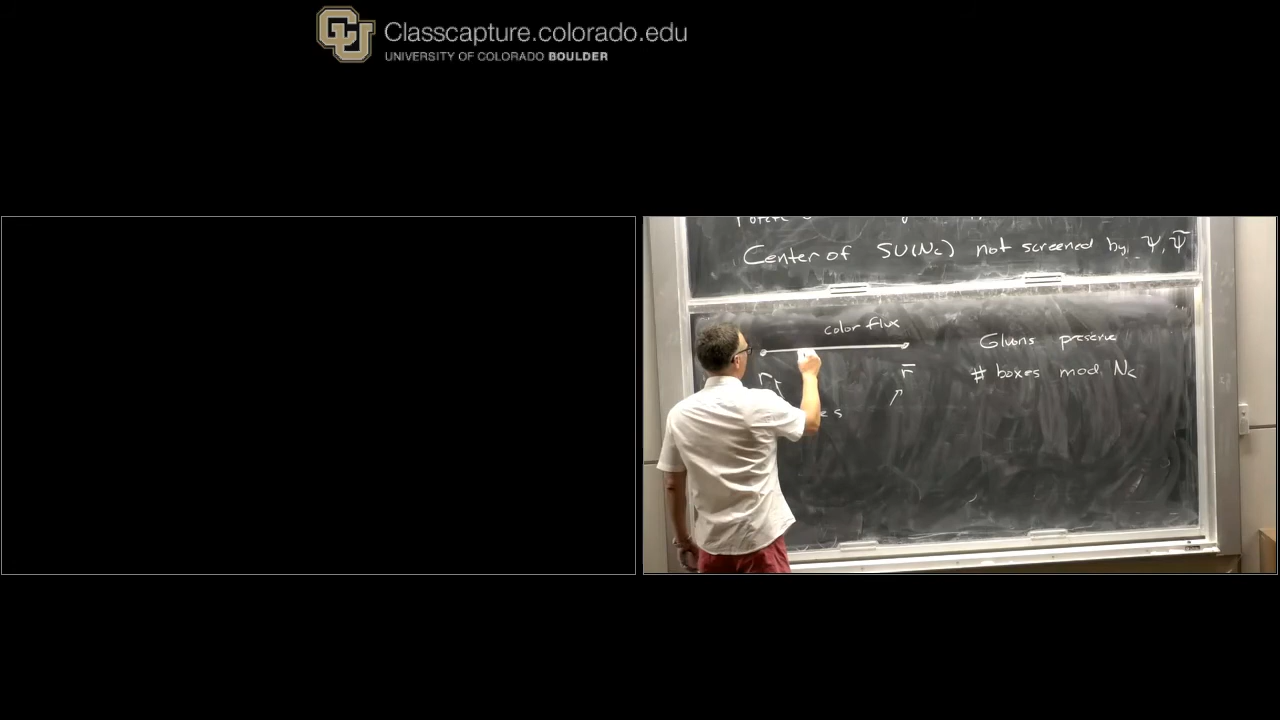 Classcapture.colorado.edu
UNIVERSITY OF COLORADO BOULDER
Center of SU(Nc) not screened by Ψ, Ψ̃
color flux
r r̄
Gluons preserve
# boxes mod Nc